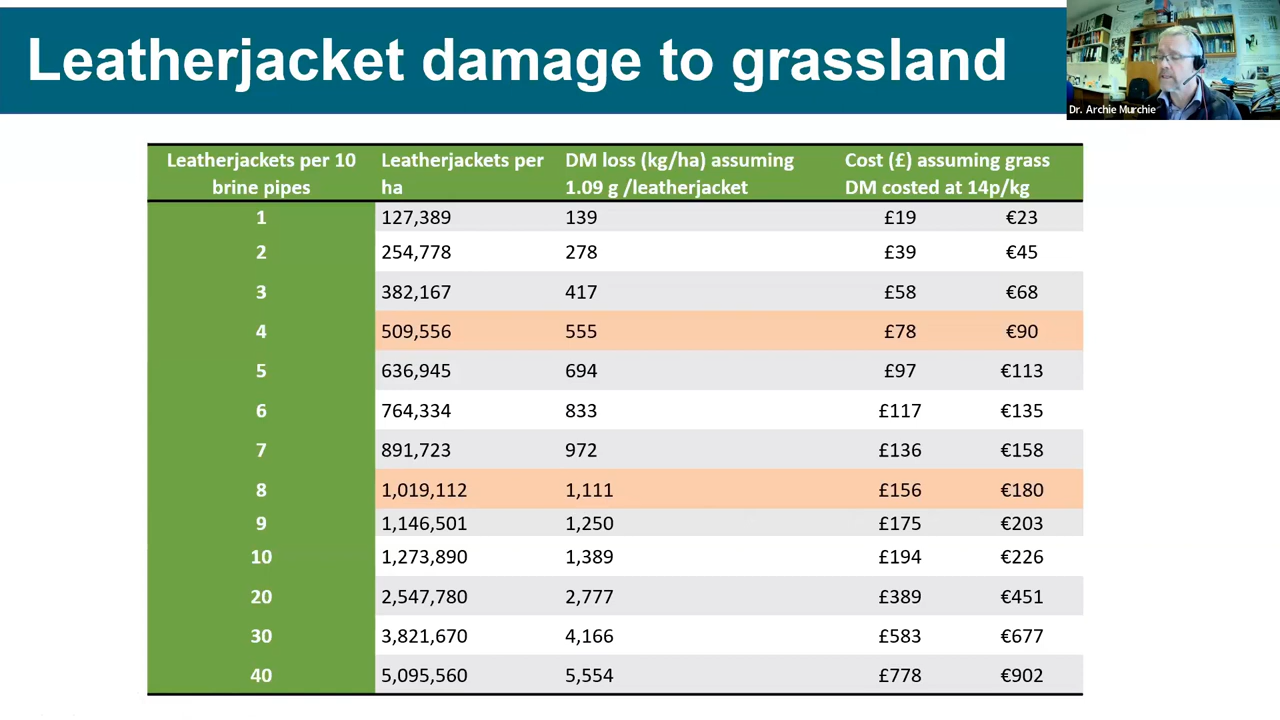 Leatherjacket damage to grassland
Dr. Archie Murchie
Leatherjackets per 10 brine pipes Leatherjackets per ha DM loss (kg/ha) assuming 1.09 g /leatherjacket Cost (£) assuming grass DM costed at 14p/kg
1 127,389 139 £19 €23
2 254,778 278 £39 €45
3 382,167 417 £58 €68
4 509,556 555 £78 €90
5 636,945 694 £97 €113
6 764,334 833 £117 €135
7 891,723 972 £136 €158
8 1,019,112 1,111 £156 €180
9 1,146,501 1,250 £175 €203
10 1,273,890 1,389 £194 €226
20 2,547,780 2,777 £389 €451
30 3,821,670 4,166 £583 €677
40 5,095,560 5,554 £778 €902